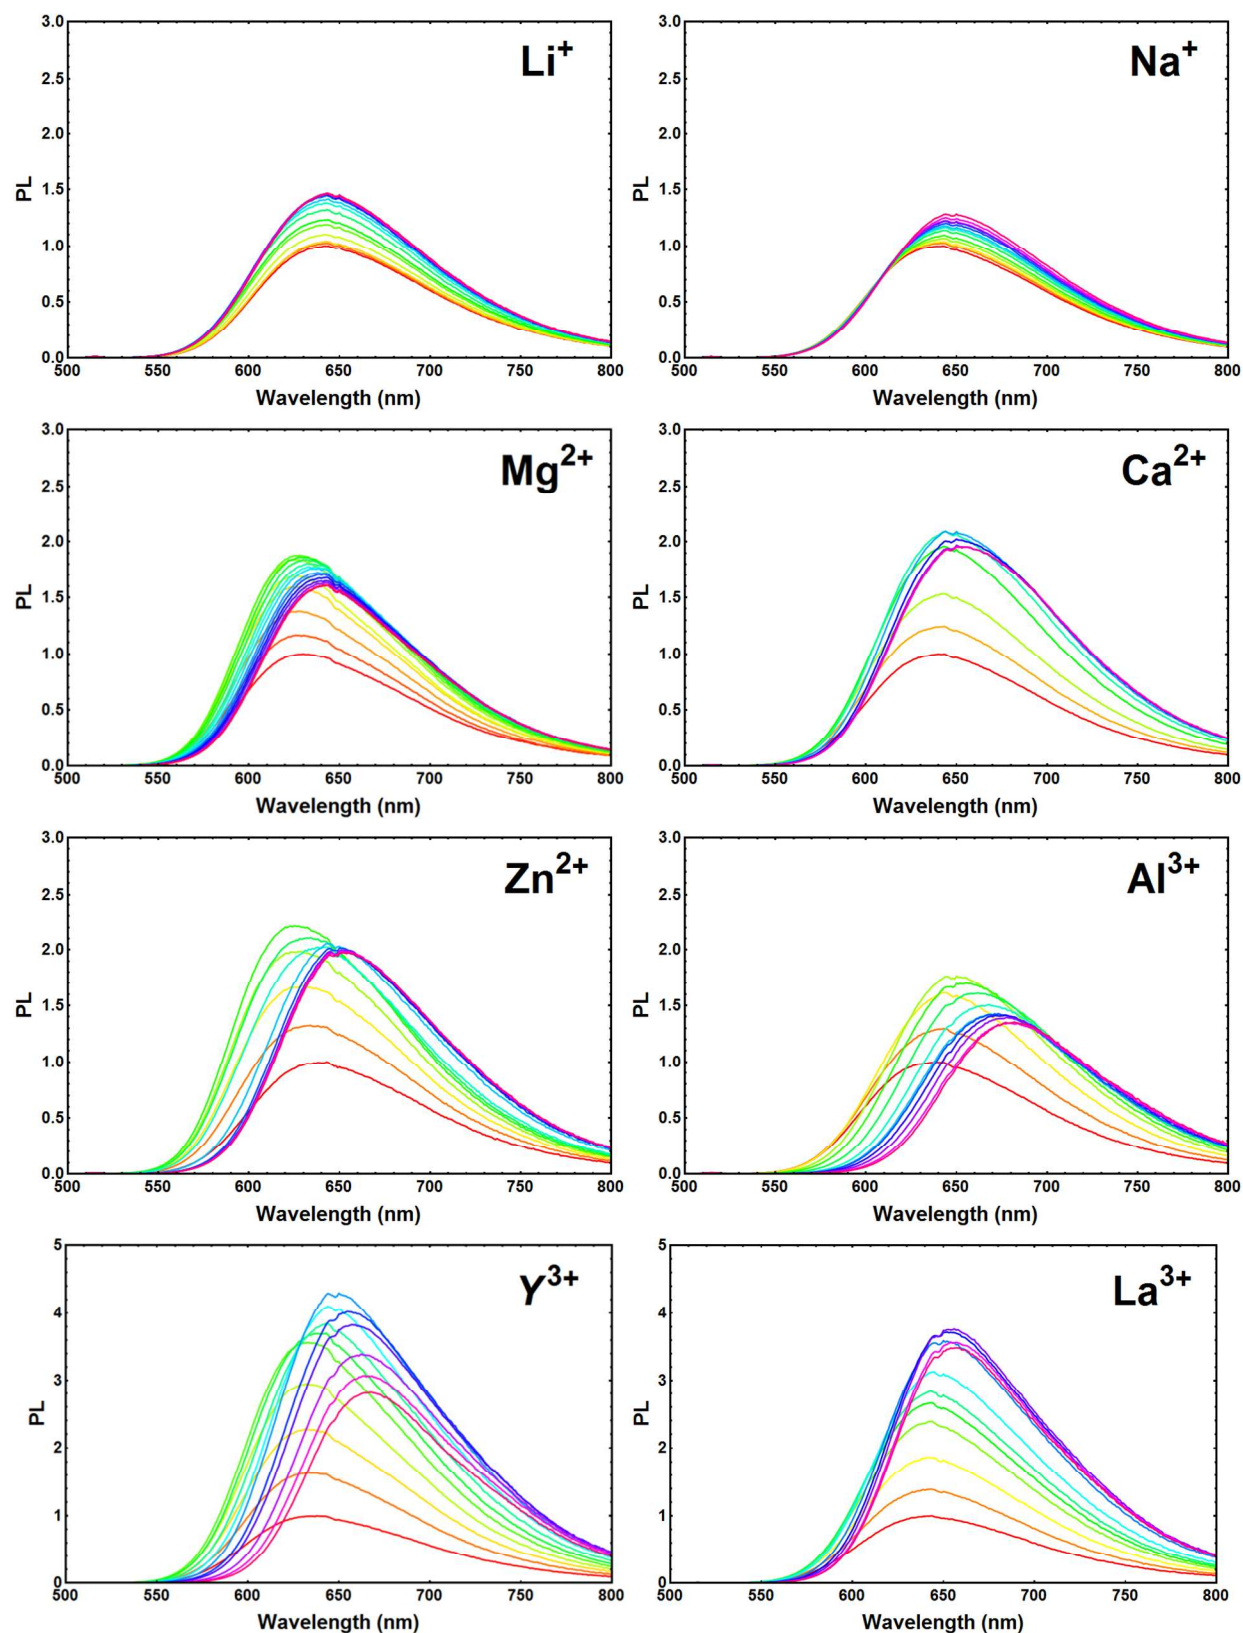 3.0 Li⁺ 3.0 Na⁺
2.5 2.5
2.0 2.0
PL 1.5 PL 1.5
1.0 1.0
0.5 0.5
0.0 0.0
500 550 600 650 700 750 800 500 550 600 650 700 750 800
Wavelength (nm) Wavelength (nm)
3.0 Mg²⁺ 3.0 Ca²⁺
2.5 2.5
2.0 2.0
PL 1.5 PL 1.5
1.0 1.0
0.5 0.5
0.0 0.0
500 550 600 650 700 750 800 500 550 600 650 700 750 800
Wavelength (nm) Wavelength (nm)
3.0 Zn²⁺ 3.0 Al³⁺
2.5 2.5
2.0 2.0
PL 1.5 PL 1.5
1.0 1.0
0.5 0.5
0.0 0.0
500 550 600 650 700 750 800 500 550 600 650 700 750 800
Wavelength (nm) Wavelength (nm)
5 Y³⁺ 5 La³⁺
4 4
3 3
PL PL
2 2
1 1
0 0
500 550 600 650 700 750 800 500 550 600 650 700 750 800
Wavelength (nm) Wavelength (nm)